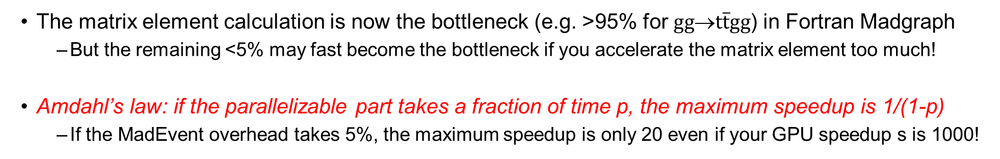 • The matrix element calculation is now the bottleneck (e.g. >95% for gg→tt̄gg) in Fortran Madgraph
–But the remaining <5% may fast become the bottleneck if you accelerate the matrix element too much!
• Amdahl’s law: if the parallelizable part takes a fraction of time p, the maximum speedup is 1/(1-p)
–If the MadEvent overhead takes 5%, the maximum speedup is only 20 even if your GPU speedup s is 1000!